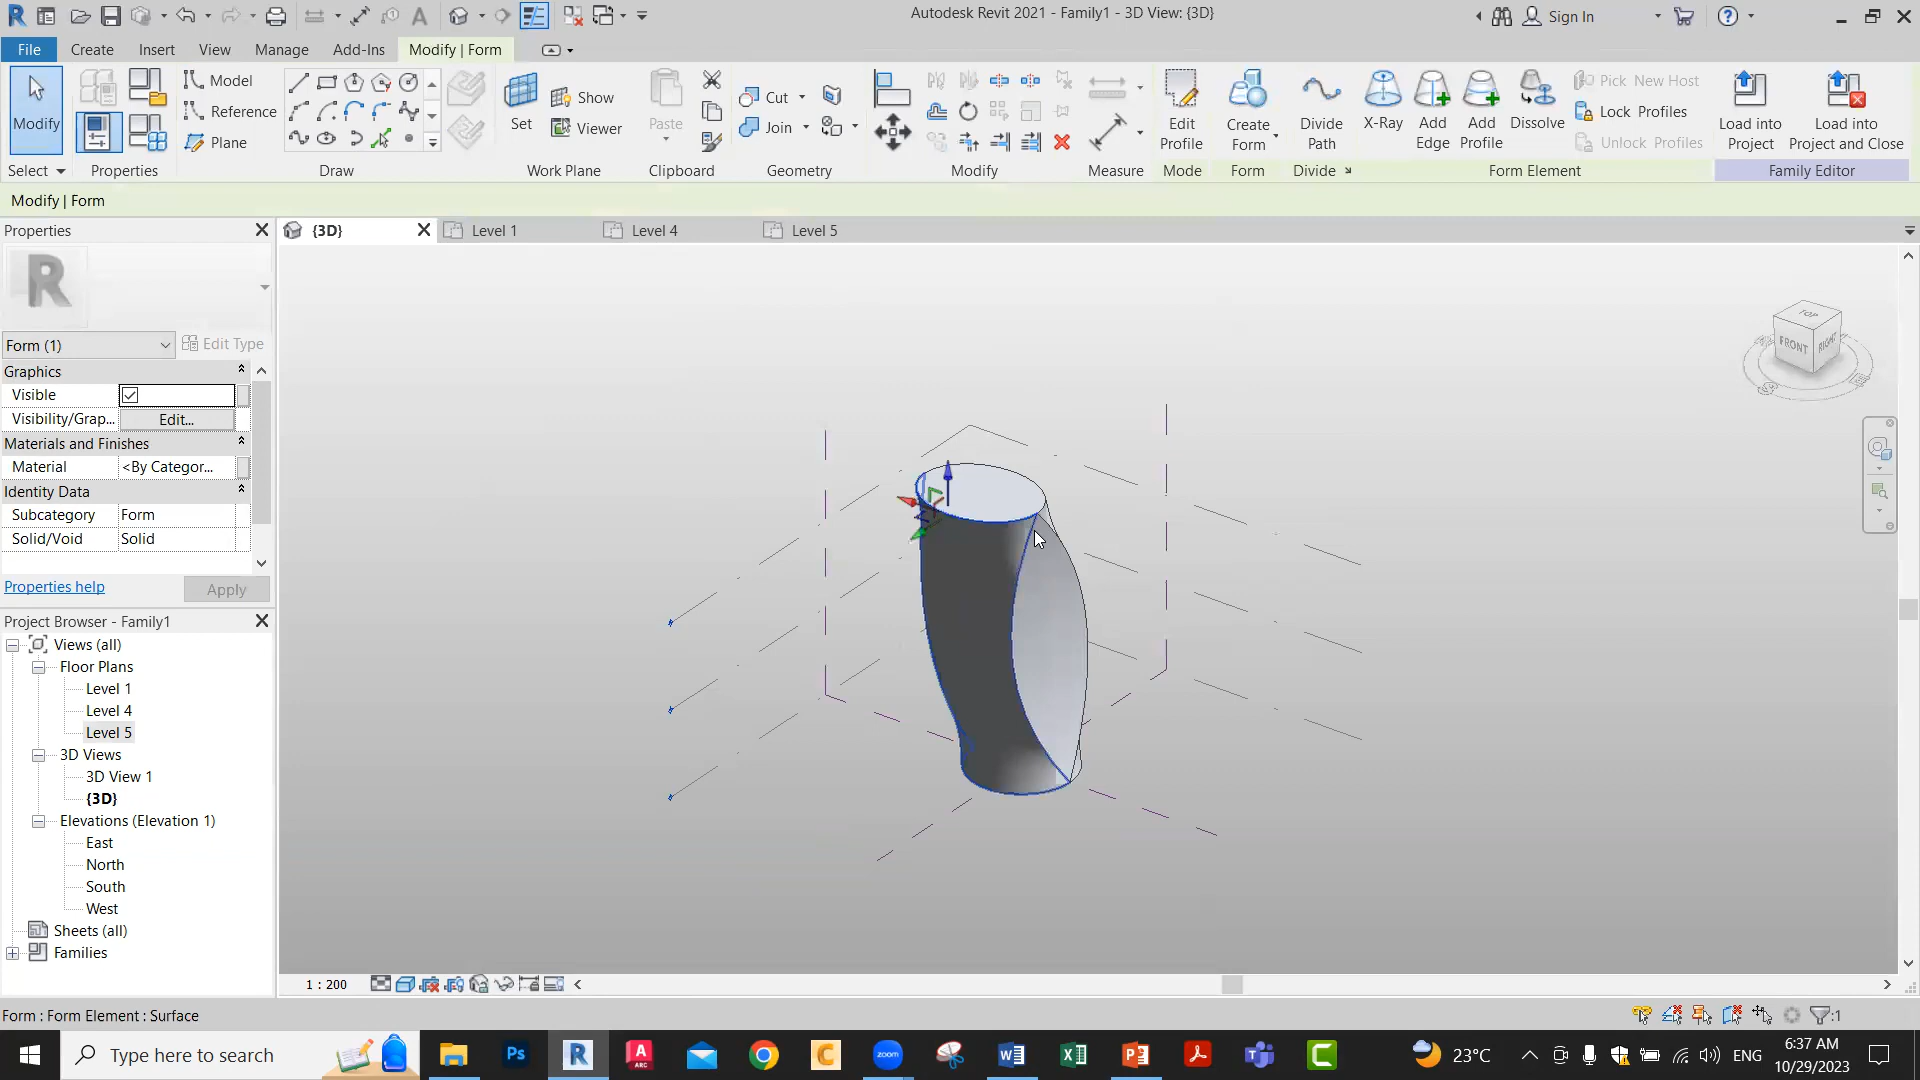 Autodesk Revit 2021 - Family1 - 3D View: {3D}
Sign In
File Create Insert View Manage Add-Ins Modify | Form
Modify
Model
Reference
Plane
Set
Show
Viewer
Paste
Cut
Join
Edit Profile
Create Form
Divide Path
X-Ray
Add Edge
Add Profile
Dissolve
Pick New Host
Lock Profiles
Unlock Profiles
Load into Project
Load into Project and Close
Select Properties Draw Work Plane Clipboard Geometry Modify Measure Mode Form Divide Form Element Family Editor
Modify | Form
Properties
{3D} Level 1 Level 4 Level 5
R
Form (1) Edit Type
Graphics
Visible
Visibility/Grap... Edit...
Materials and Finishes
Material <By Categor...
Identity Data
Subcategory Form
Solid/Void Solid
Properties help Apply
Project Browser - Family1
Views (all)
Floor Plans
Level 1
Level 4
Level 5
3D Views
3D View 1
{3D}
Elevations (Elevation 1)
East
North
South
West
Sheets (all)
Families
TOP
FRONT
RIGHT
1 : 200
Form : Form Element : Surface
:1
Type here to search
Ps
R
A
ARC
C
zoom
23°C
ENG
6:37 AM
10/29/2023